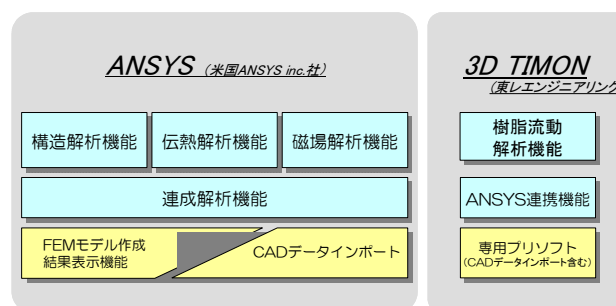 ANSYS (米国ANSYS inc.社)
構造解析機能
伝熱解析機能
磁場解析機能
連成解析機能
FEMモデル作成
結果表示機能
CADデータインポート
3D TIMON
(東レエンジニアリング
樹脂流動
解析機能
ANSYS連携機能
専用プリソフト
(CADデータインポート含む)